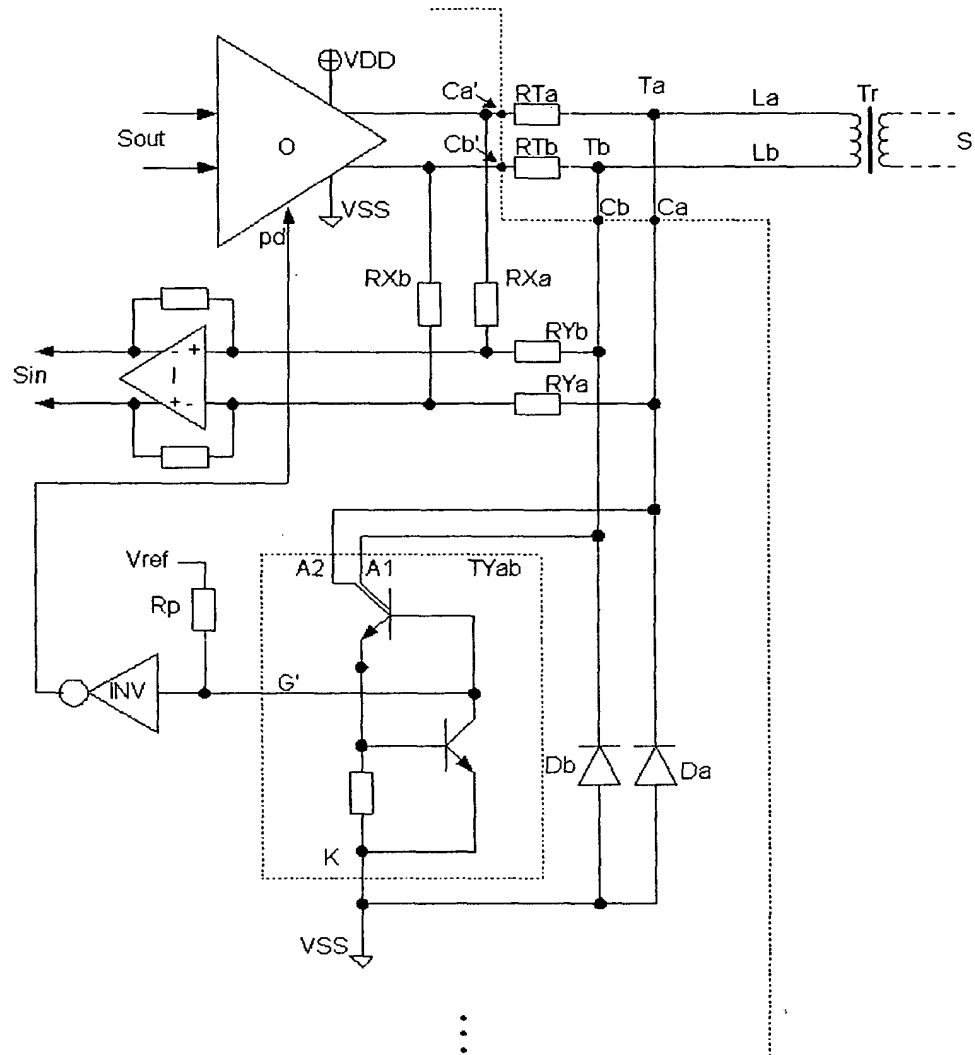 VDD
Ca'
RTa
Ta
La
Tr
Sout
O
Cb'
RTb
Tb
Lb
S
VSS
pd
Cb
Ca
RXb
RXa
RYb
Sin
- +
I
+ -
RYa
Vref
A2
A1
TYab
Rp
INV
G'
Db
Da
K
VSS